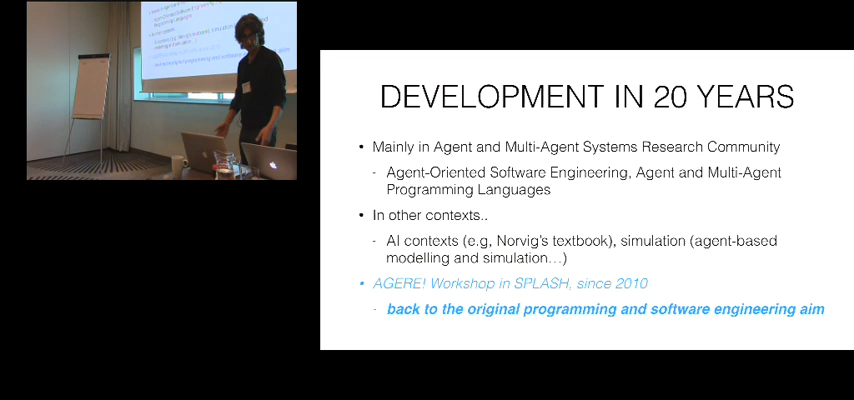 DEVELOPMENT IN 20 YEARS
• Mainly in Agent and Multi-Agent Systems Research Community
- Agent-Oriented Software Engineering, Agent and Multi-Agent
Programming Languages
• In other contexts..
- AI contexts (e.g, Norvig's textbook), simulation (agent-based
modelling and simulation…)
• AGERE! Workshop in SPLASH, since 2010
- back to the original programming and software engineering aim